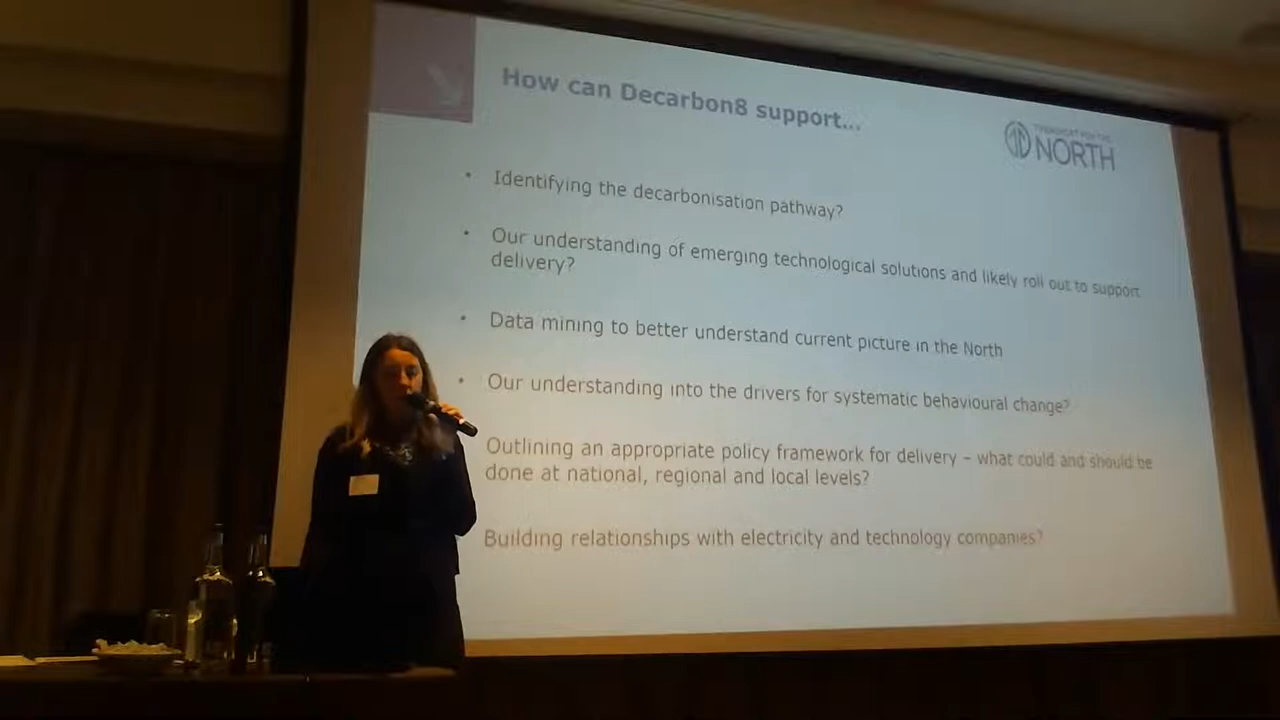 How can Decarbon8 support...
TRANSPORT FOR THE
NORTH
• Identifying the decarbonisation pathway?
• Our understanding of emerging technological solutions and likely roll out to support
delivery?
• Data mining to better understand current picture in the North
• Our understanding into the drivers for systematic behavioural change?
Outlining an appropriate policy framework for delivery – what could and should be
done at national, regional and local levels?
Building relationships with electricity and technology companies?